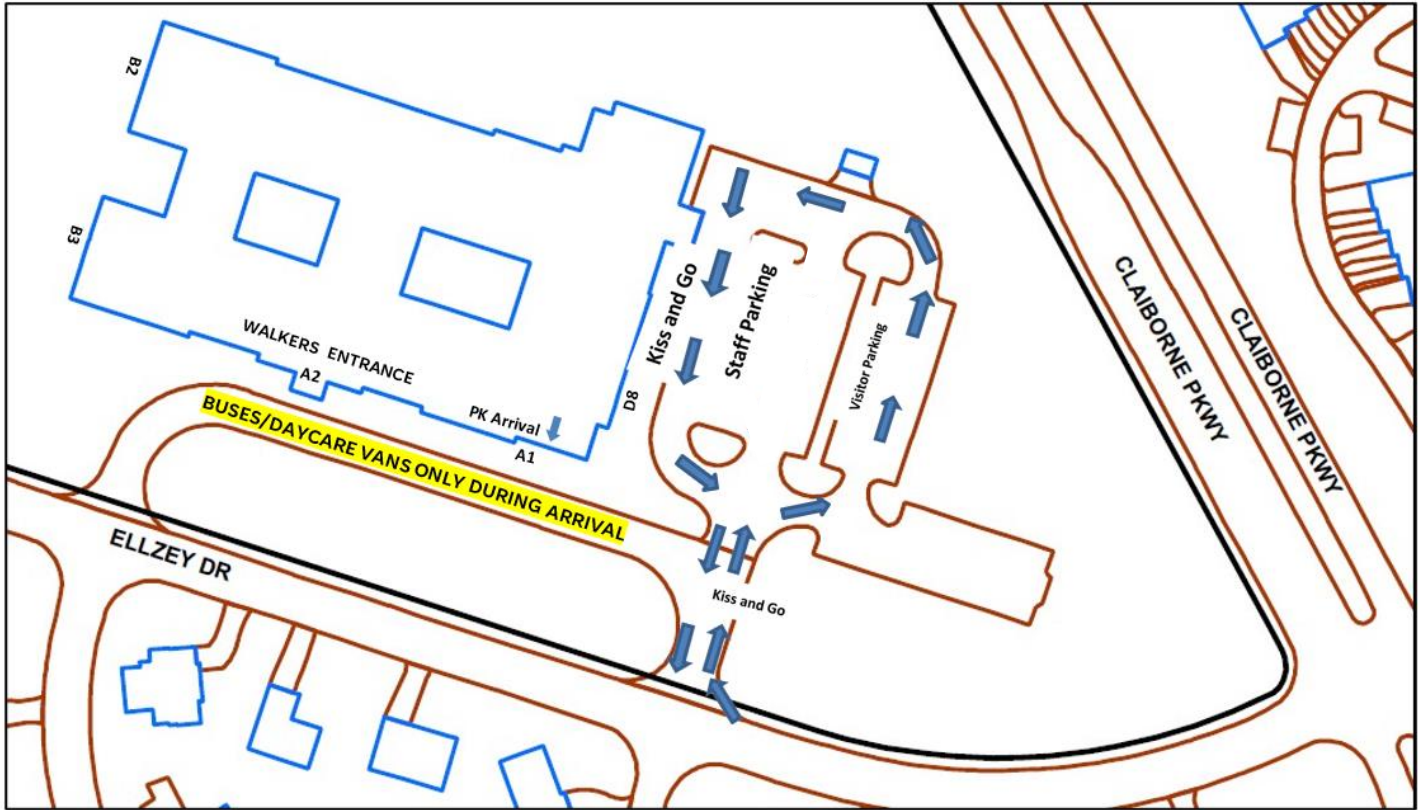 B2
B3
WALKERS ENTRANCE
A2
PK Arrival
A1
D8
Kiss and Go
Staff Parking
Visitor Parking
BUSES/DAYCARE VANS ONLY DURING ARRIVAL
Kiss and Go
ELLZEY DR
CLAIBORNE PKWY
CLAIBORNE PKWY